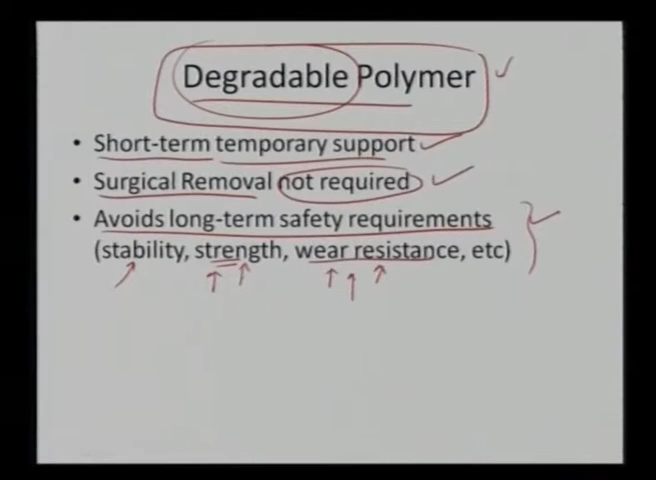 Degradable Polymer
• Short-term temporary support
• Surgical Removal not required
• Avoids long-term safety requirements
(stability, strength, wear resistance, etc)